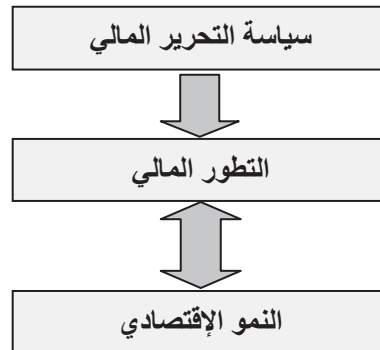 سياسة التحرير المالي
التطور المالي
النمو الإقتصادي